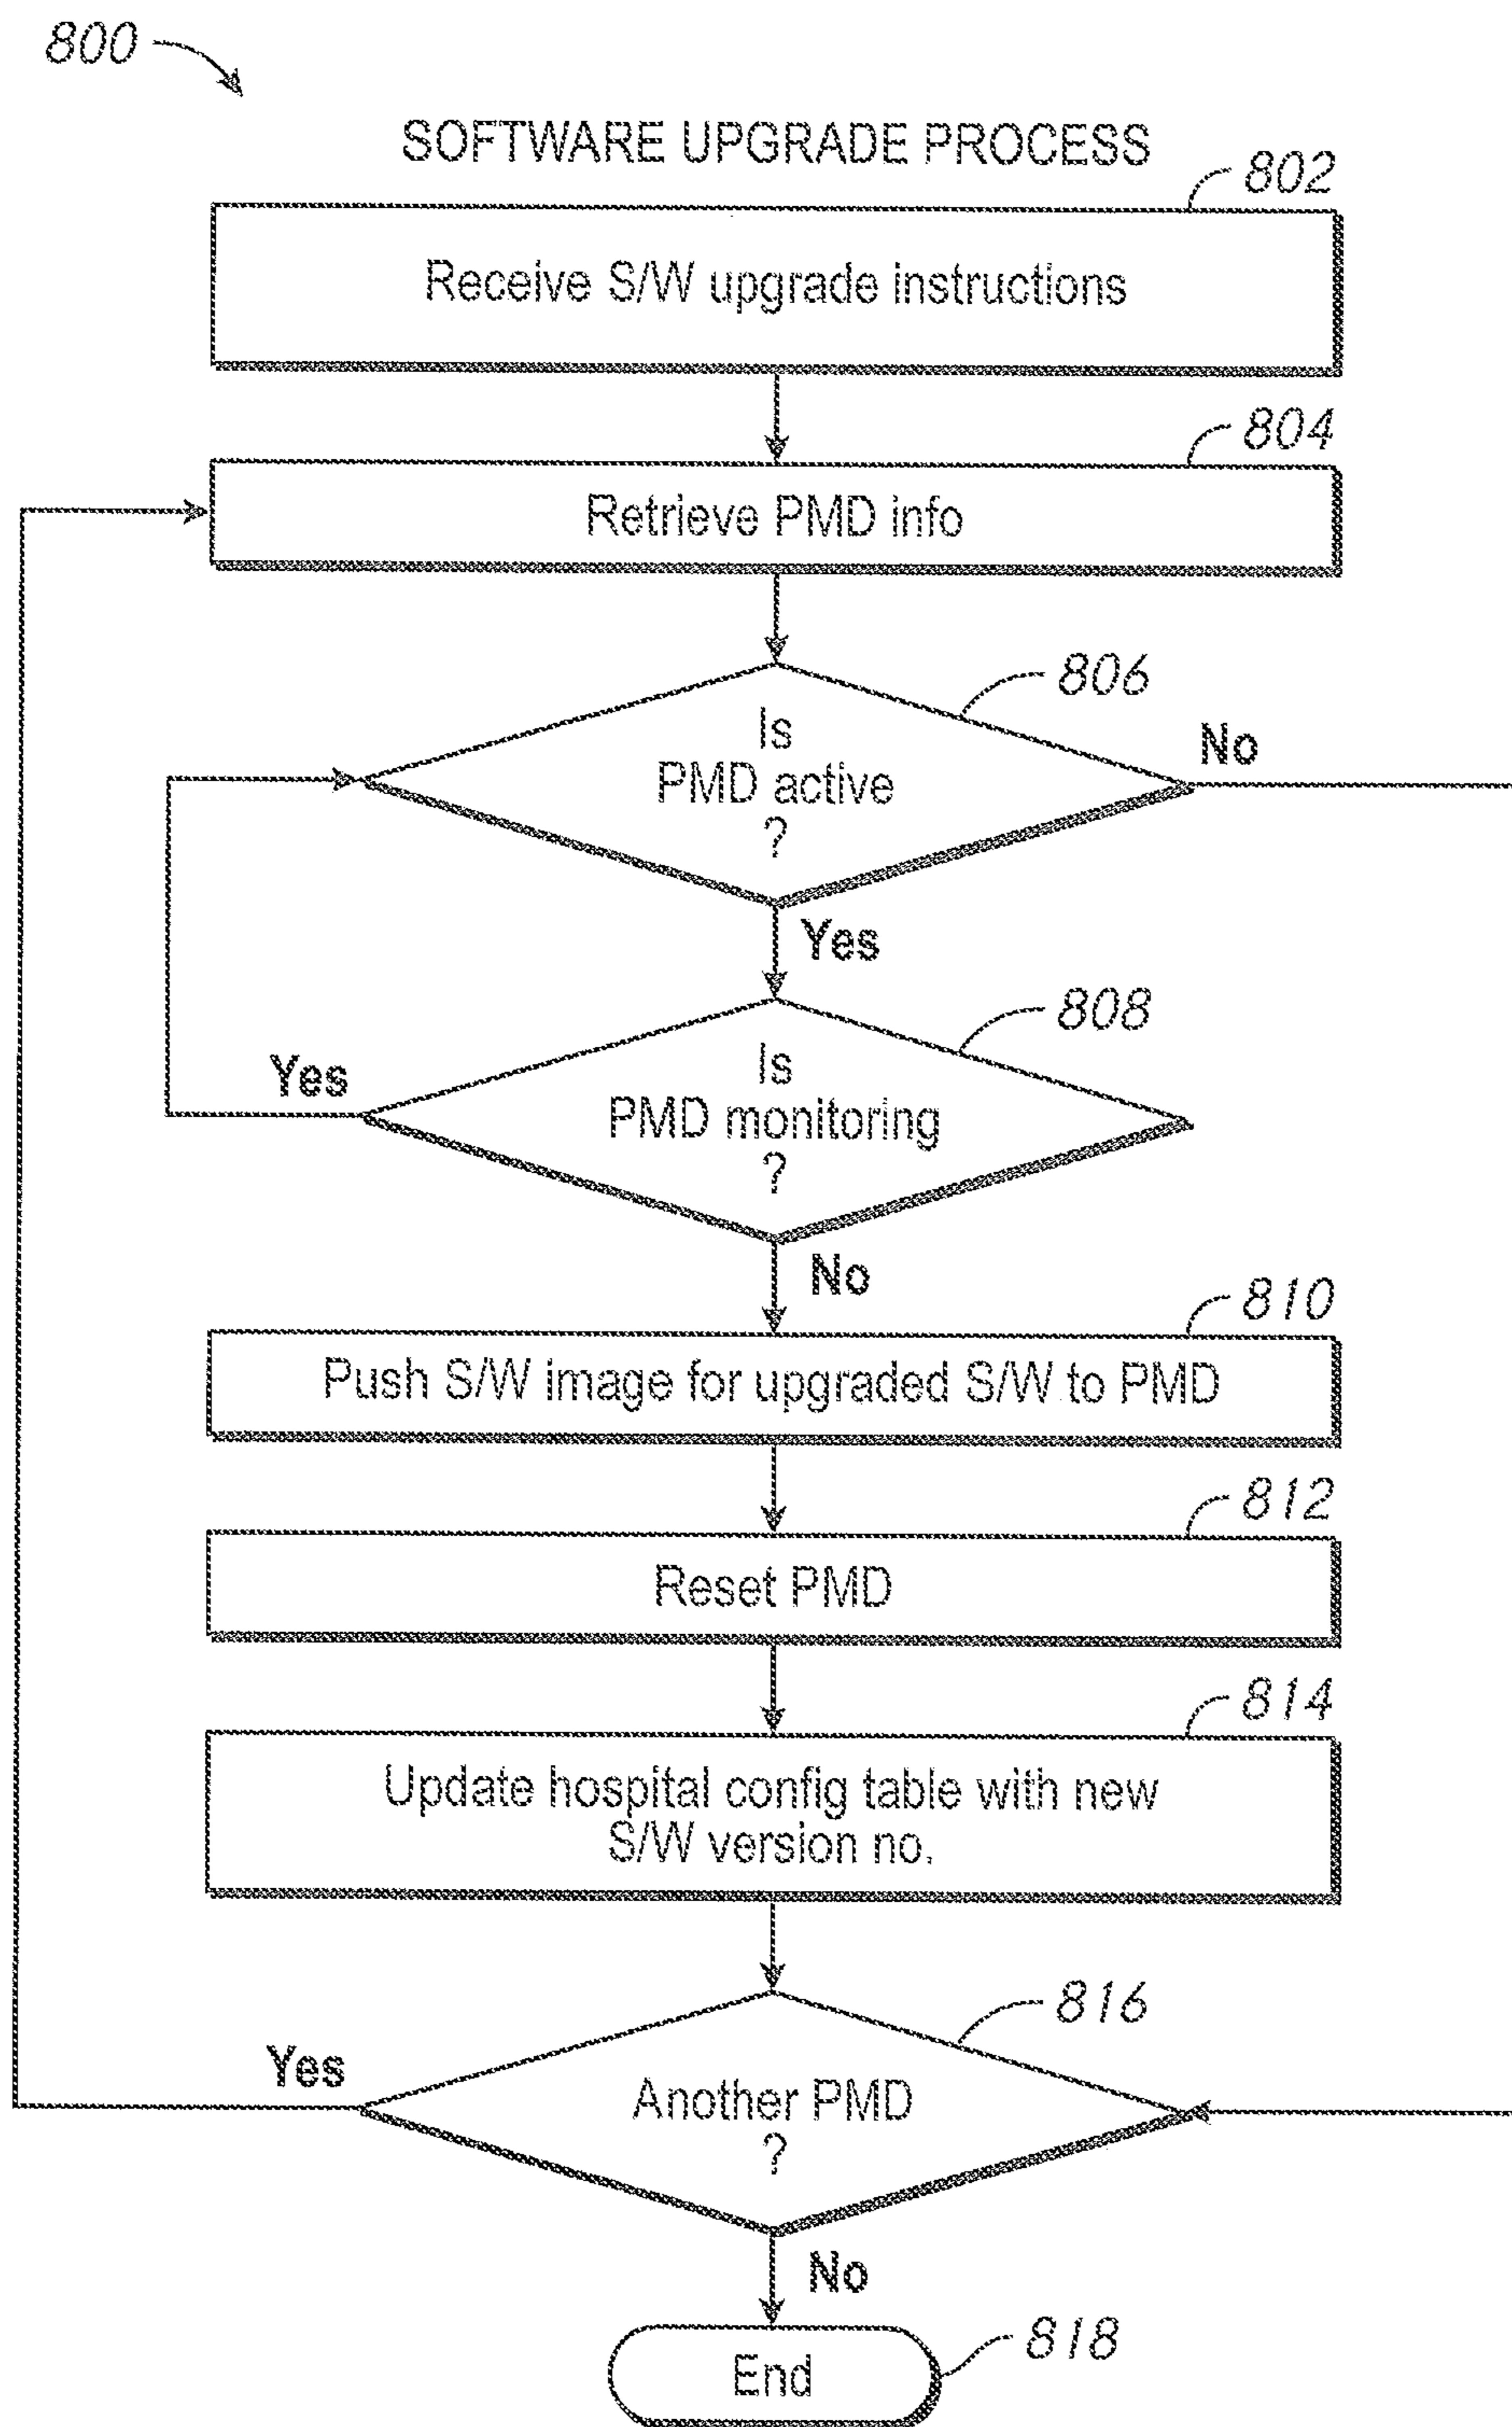 800
SOFTWARE UPGRADE PROCESS
802
Receive S/W upgrade instructions
804
Retrieve PMD info
806
Is
PMD active
?
No
Yes
808
Is
PMD monitoring
?
Yes
No
810
Push S/W image for upgraded S/W to PMD
812
Reset PMD
814
Update hospital config table with new
S/W version no.
816
Another PMD
?
Yes
No
818
End